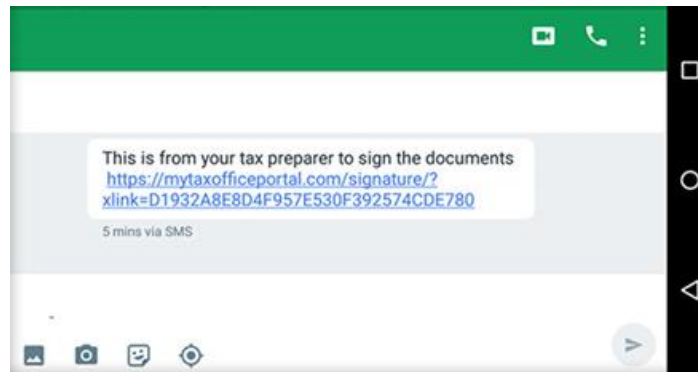 This is from your tax preparer to sign the documents
https://mytaxofficeportal.com/signature/?
xlink=D1932A8E8D4F957E530F392574CDE780
5 mins via SMS